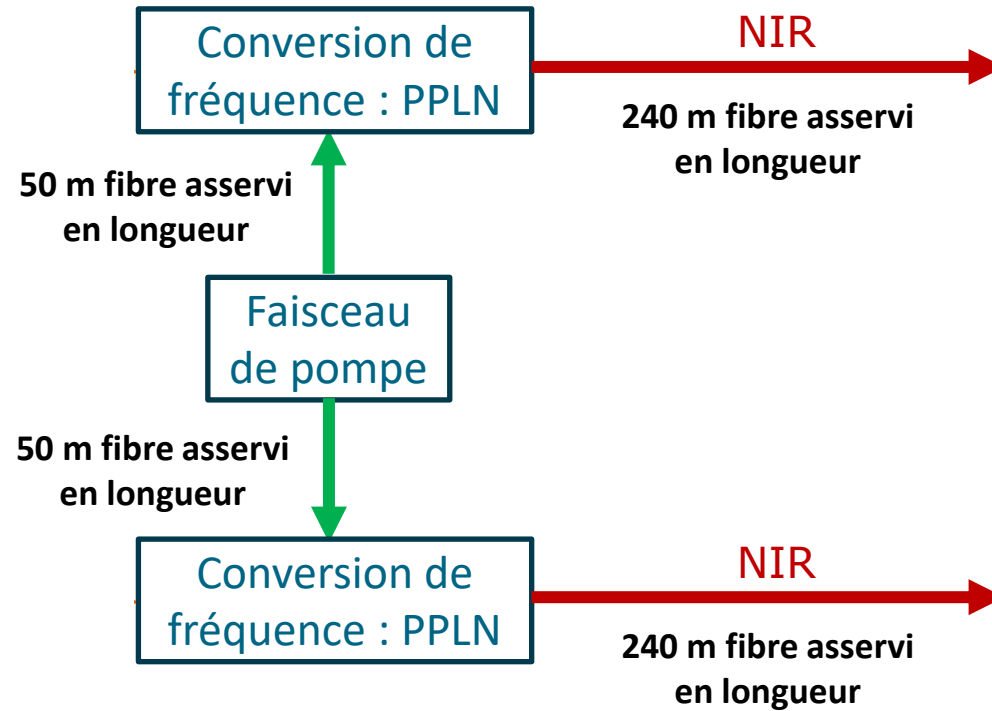 Conversion de
fréquence : PPLN
NIR
240 m fibre asservi
en longueur
50 m fibre asservi
en longueur
Faisceau
de pompe
50 m fibre asservi
en longueur
Conversion de
fréquence : PPLN
NIR
240 m fibre asservi
en longueur